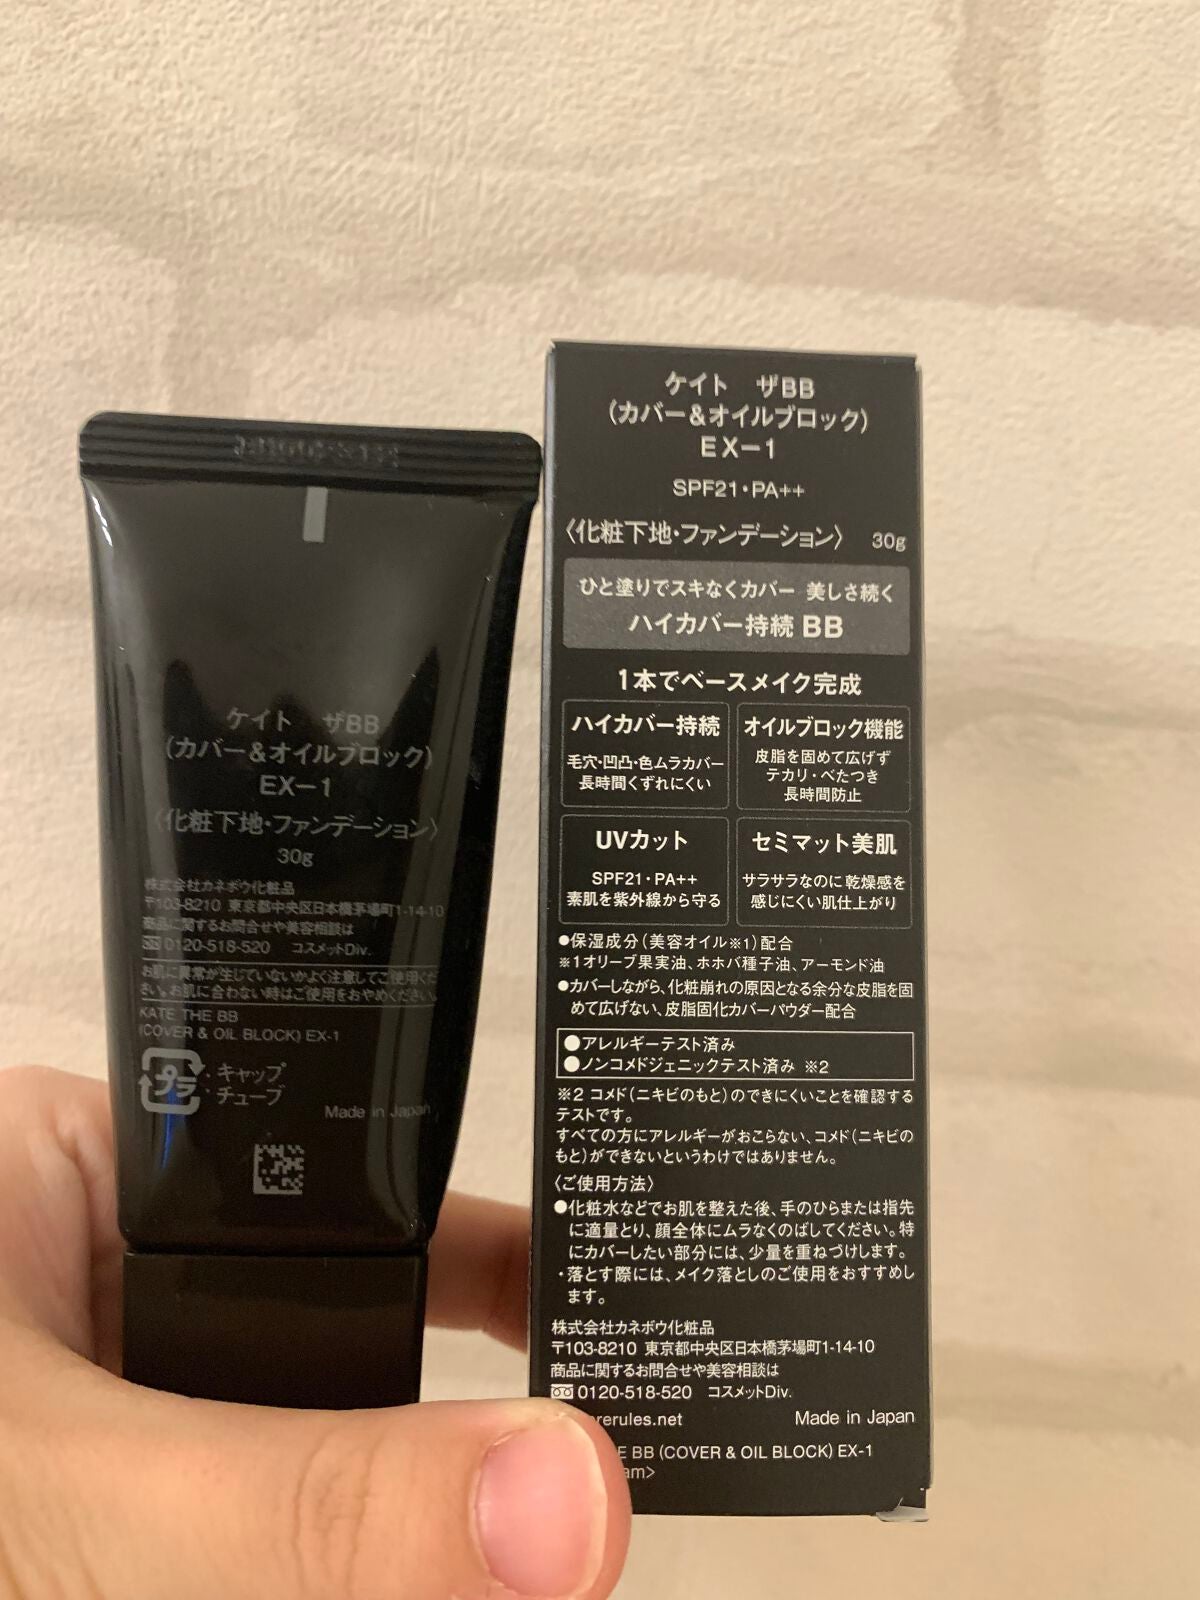 ケイト ザBB
(カバー&オイルブロック)
EX-1
〈化粧下地・ファンデーション〉
30g
株式会社カネボウ化粧品
〒103-8210 東京都中央区日本橋茅場町1-14-10
商品に関するお問合せや美容相談は
0120-518-520 コスメットDiv.
お肌に異常が生じていないかよく注意してご使用くだ
さい。お肌に合わない時はご使用をおやめください。
KATE THE BB
(COVER & OIL BLOCK) EX-1
プラ
: キャップ
チューブ
Made in Japan
ケイト ザBB
(カバー&オイルブロック)
EX-1
SPF21・PA++
〈化粧下地・ファンデーション〉 30g
ひと塗りでスキなくカバー 美しさ続く
ハイカバー持続 BB
1本でベースメイク完成
ハイカバー持続
毛穴・凹凸・色ムラカバー
長時間くずれにくい
オイルブロック機能
皮脂を固めて広げず
テカリ・べたつき
長時間防止
UVカット
SPF21・PA++
素肌を紫外線から守る
セミマット美肌
サラサラなのに乾燥感を
感じにくい肌仕上がり
●保湿成分(美容オイル※1)配合
※1オリーブ果実油、ホホバ種子油、アーモンド油
●カバーしながら、化粧崩れの原因となる余分な皮脂を固
めて広げない、皮脂固化カバーパウダー配合
●アレルギーテスト済み
●ノンコメドジェニックテスト済み ※2
※2 コメド(ニキビのもと)のできにくいことを確認する
テストです。
すべての方にアレルギーがおこらない、コメド(ニキビの
もと)ができないというわけではありません。
〈ご使用方法〉
●化粧水などでお肌を整えた後、手のひらまたは指先
に適量とり、顔全体にムラなくのばしてください。特
にカバーしたい部分には、少量を重ねづけします。
・落とす際には、メイク落としのご使用をおすすめし
ます。
株式会社カネボウ化粧品
〒103-8210 東京都中央区日本橋茅場町1-14-10
商品に関するお問合せや美容相談は
0120-518-520 コスメットDiv.
rerules.net Made in Japan
E BB (COVER & OIL BLOCK) EX-1
am>